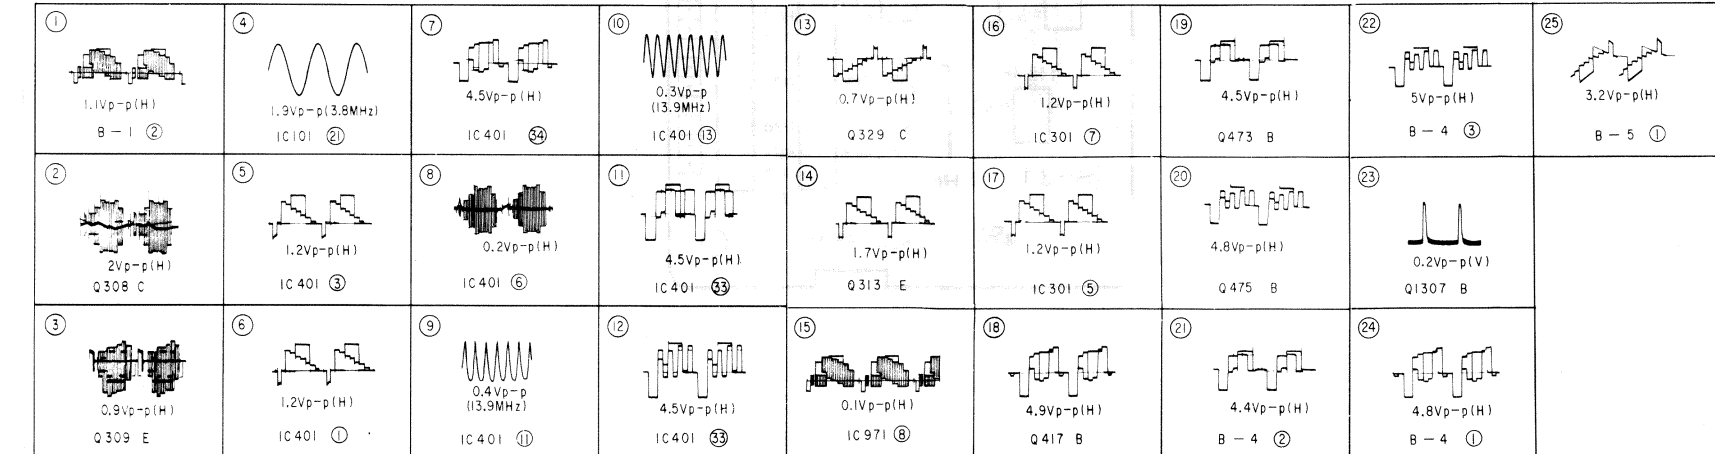 ①
1.1Vp-p(H)
B-1 ②
④
1.9Vp-p(3.8MHz)
IC101 ㉑
⑦
4.5Vp-p(H)
IC401 ㉞
⑩
0.3Vp-p
(13.9MHz)
IC401 ⑬
⑬
0.7Vp-p(H)
Q329 C
⑯
1.2Vp-p(H)
IC301 ⑦
⑲
4.5Vp-p(H)
Q473 B
㉒
5Vp-p(H)
B-4 ③
㉕
3.2Vp-p(H)
B-5 ①
②
2Vp-p(H)
Q308 C
⑤
1.2Vp-p(H)
IC401 ③
⑧
0.2Vp-p(H)
IC401 ⑥
⑪
4.5Vp-p(H)
IC401 ㉝
⑭
1.7Vp-p(H)
Q313 E
⑰
1.2Vp-p(H)
IC301 ⑤
⑳
4.8Vp-p(H)
Q475 B
㉓
0.2Vp-p(V)
Q1307 B
③
0.9Vp-p(H)
Q309 E
⑥
1.2Vp-p(H)
IC401 ①
⑨
0.4Vp-p
(13.9MHz)
IC401 ⑪
⑫
4.5Vp-p(H)
IC401 ㉝
⑮
0.1Vp-p(H)
IC971 ⑧
⑱
4.9Vp-p(H)
Q417 B
㉑
4.4Vp-p(H)
B-4 ②
㉔
4.8Vp-p(H)
B-4 ①